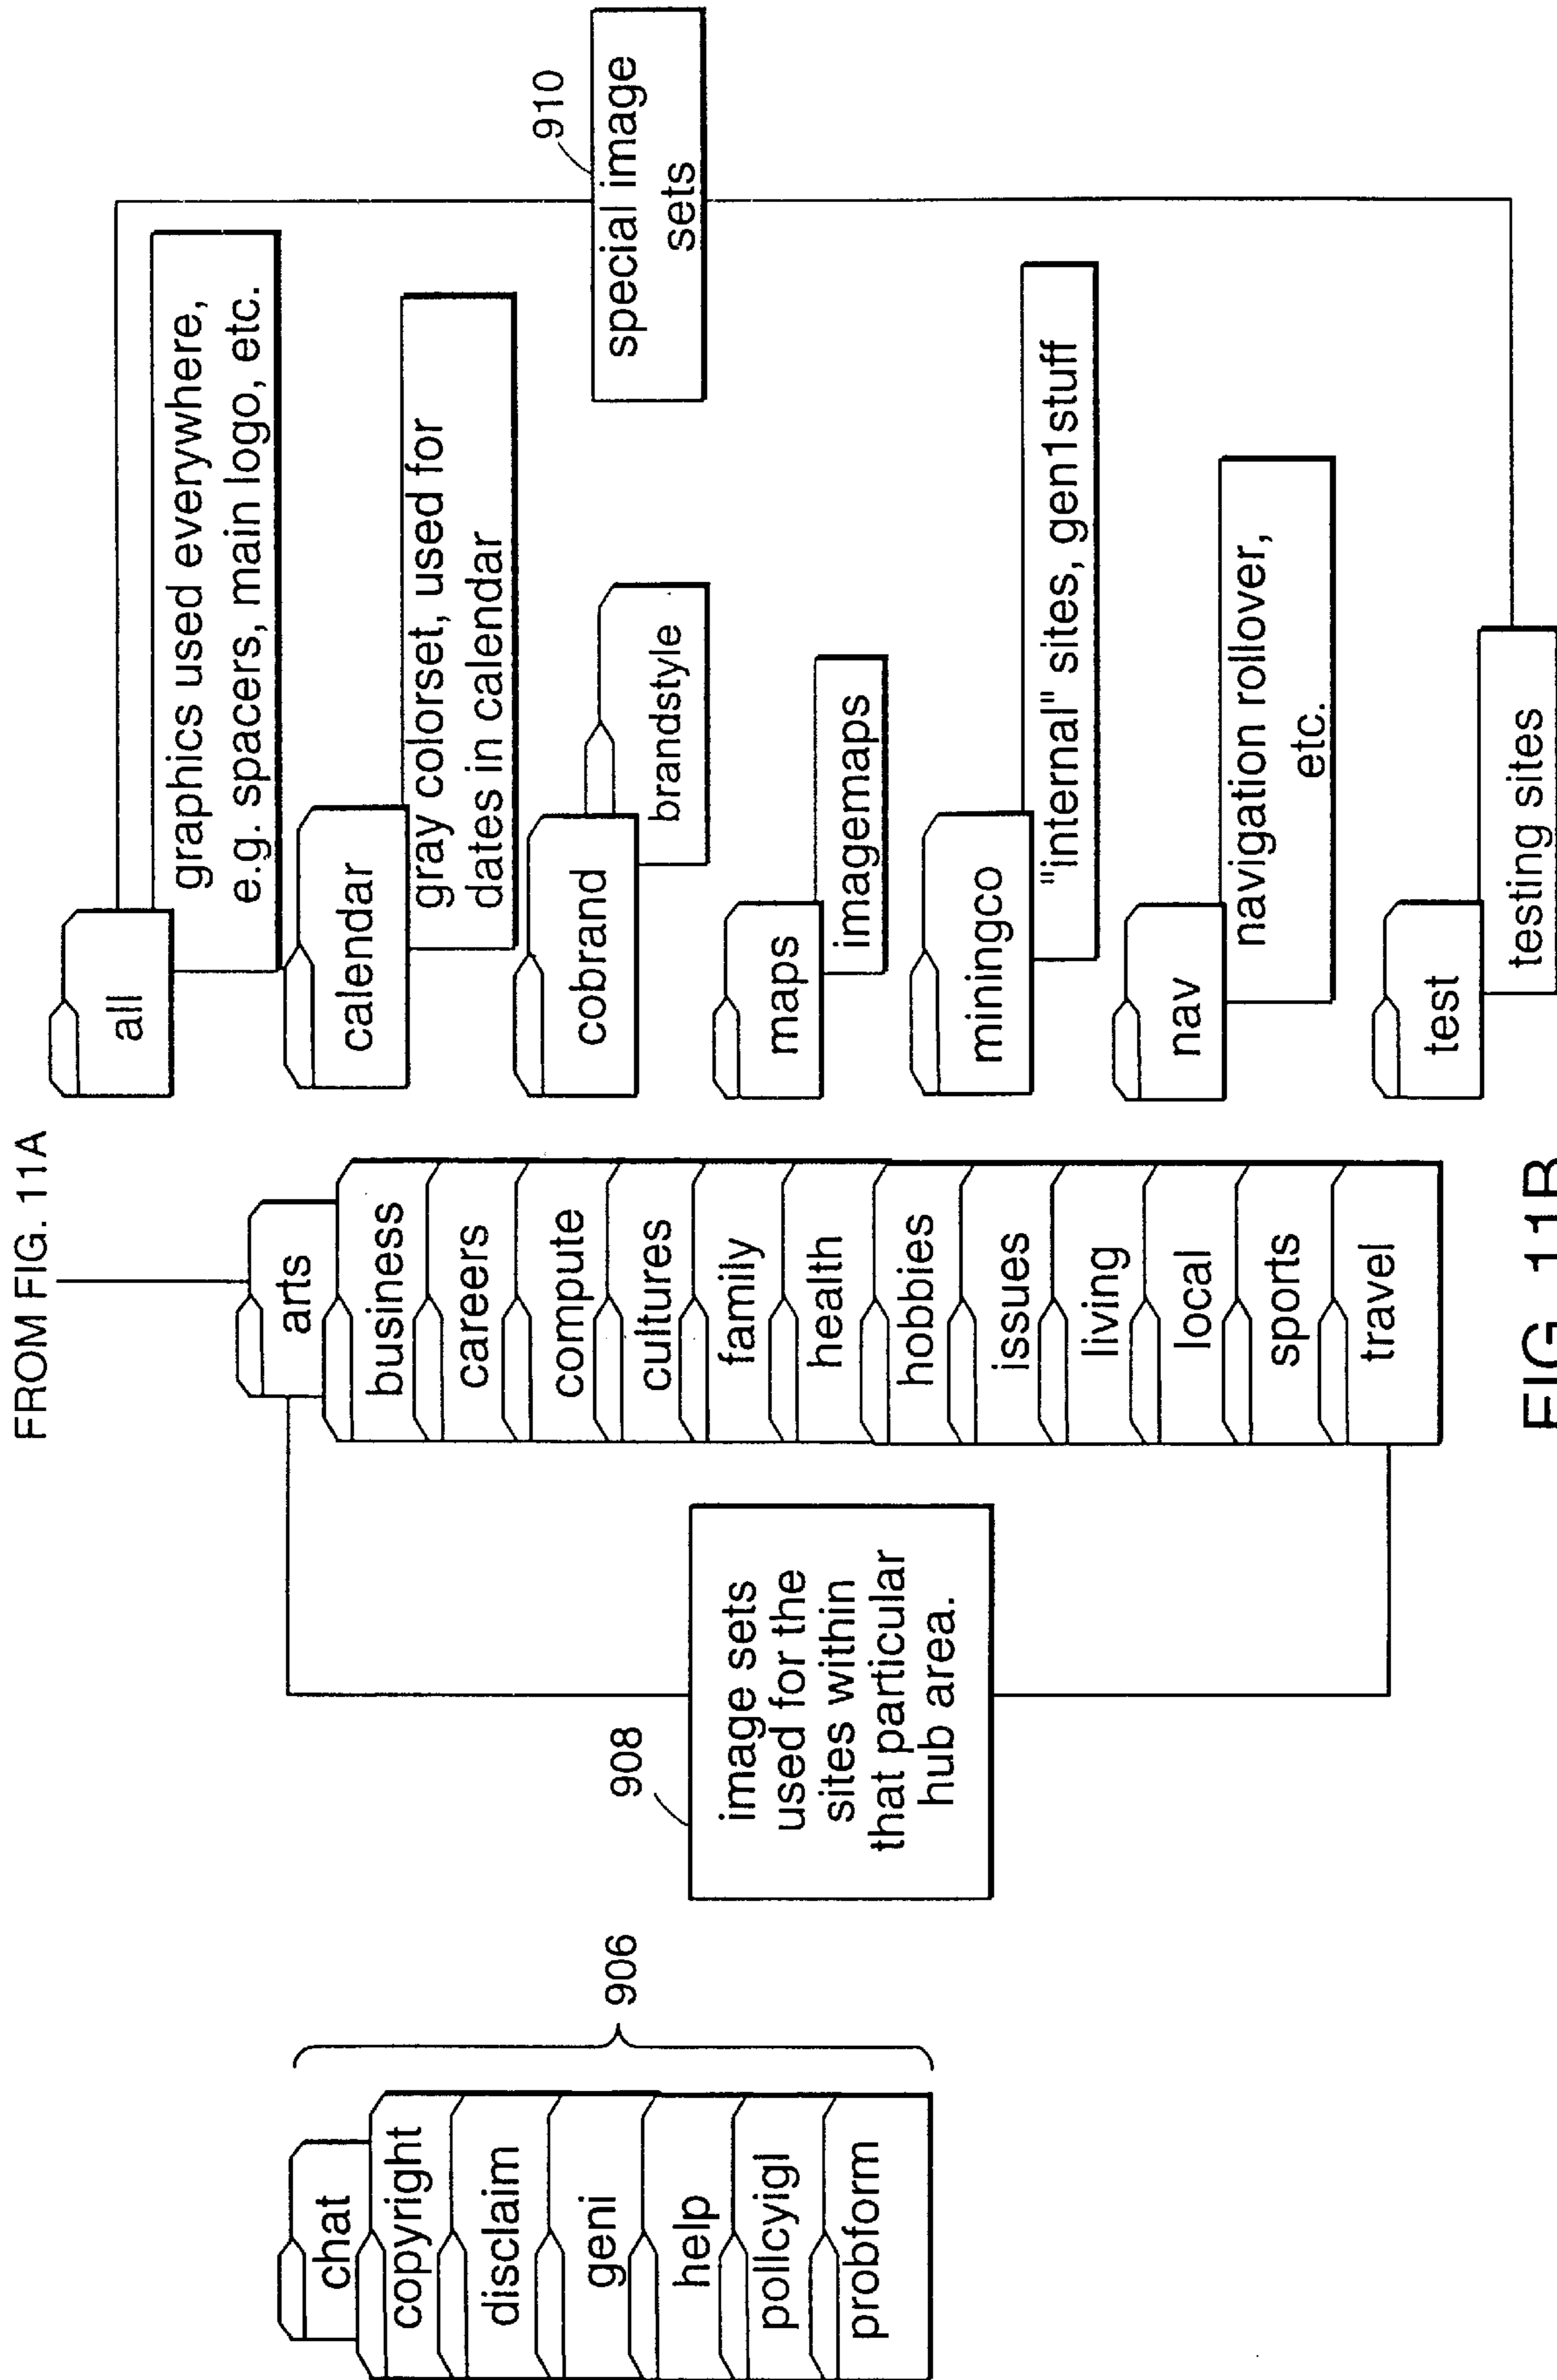 FROM FIG. 11A
chat
copyright
disclaim
geni
help
policyigl
probform
906
908
image sets
used for the
sites within
that particular
hub area.
arts
business
careers
compute
cultures
family
health
hobbies
issues
living
local
sports
travel
all
graphics used everywhere,
e.g. spacers, main logo, etc.
calendar
gray colorset, used for
dates in calendar
cobrand
brandstyle
maps
imagemaps
miningco
"internal" sites, gen1stuff
nav
navigation rollover,
etc.
test
testing sites
910
special image
sets
FIG. 11B